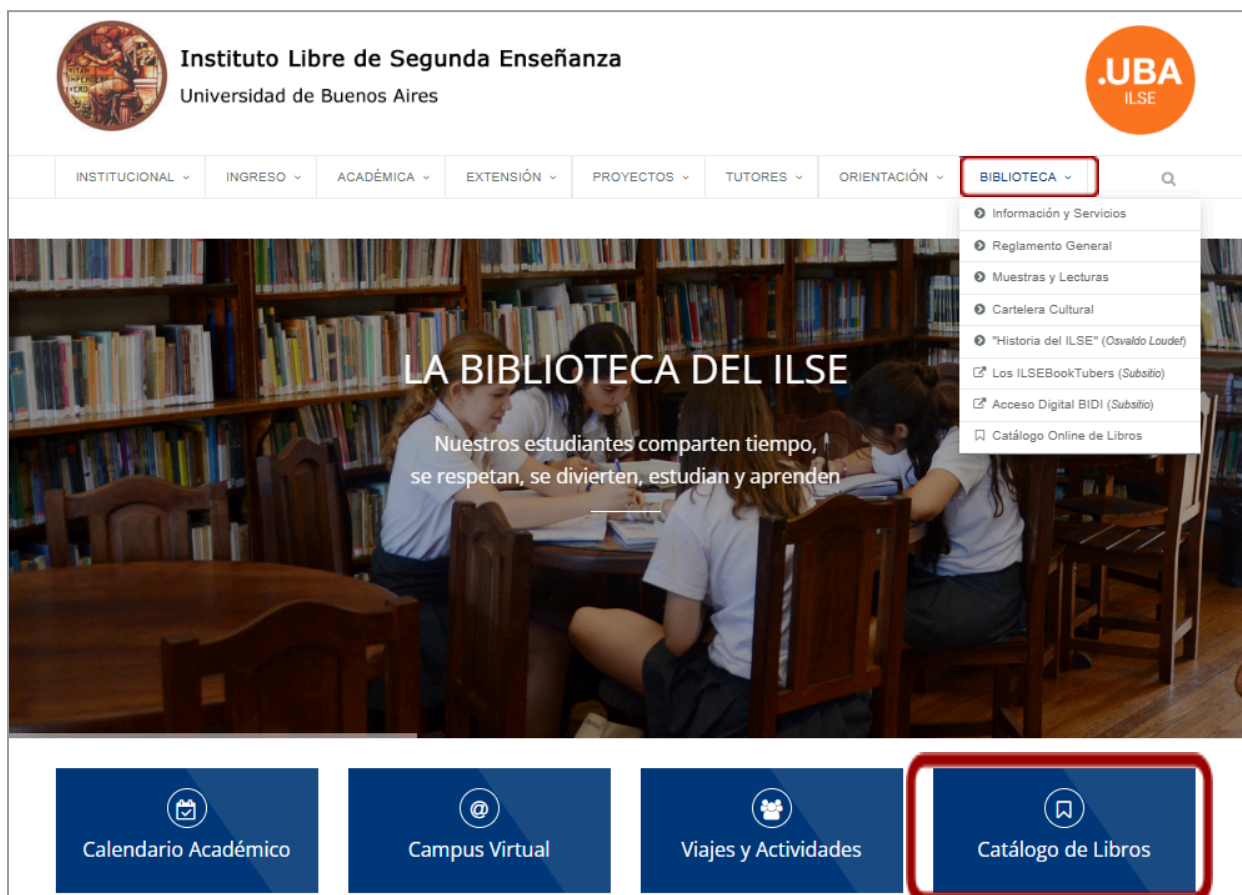 VITAM
IMPENDERE
VERO
Instituto Libre de Segunda Enseñanza
Universidad de Buenos Aires
.UBA
ILSE
INSTITUCIONAL
INGRESO
ACADÉMICA
EXTENSIÓN
PROYECTOS
TUTORES
ORIENTACIÓN
BIBLIOTECA
Información y Servicios
Reglamento General
Muestras y Lecturas
Cartelera Cultural
"Historia del ILSE" (Osvaldo Loudet)
Los ILSEBookTubers (Subsitio)
Acceso Digital BIDI (Subsitio)
Catálogo Online de Libros
LA BIBLIOTECA DEL ILSE
Nuestros estudiantes comparten tiempo,
se respetan, se divierten, estudian y aprenden
Calendario Académico
@
Campus Virtual
Viajes y Actividades
Catálogo de Libros